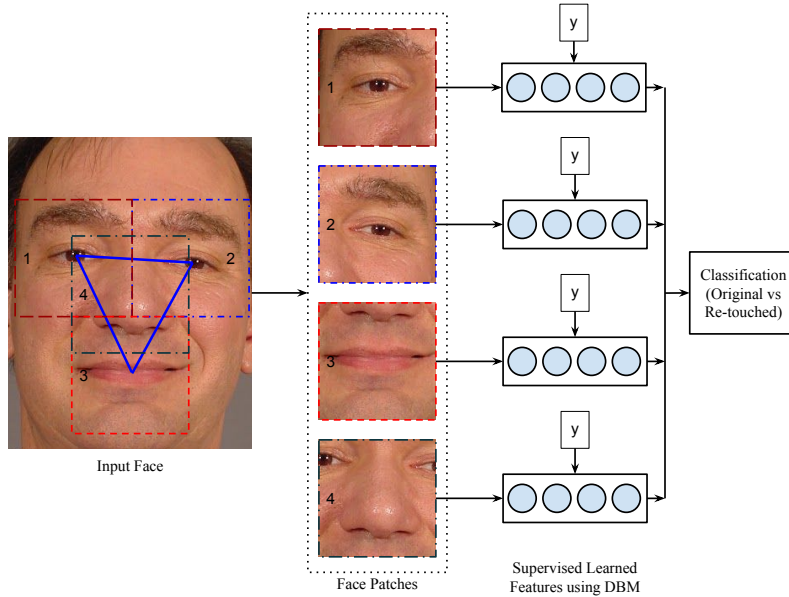 1
2
4
3
Input Face
1
2
3
4
Face Patches
y
y
y
y
Supervised Learned
Features using DBM
Classification
(Original vs
Re-touched)